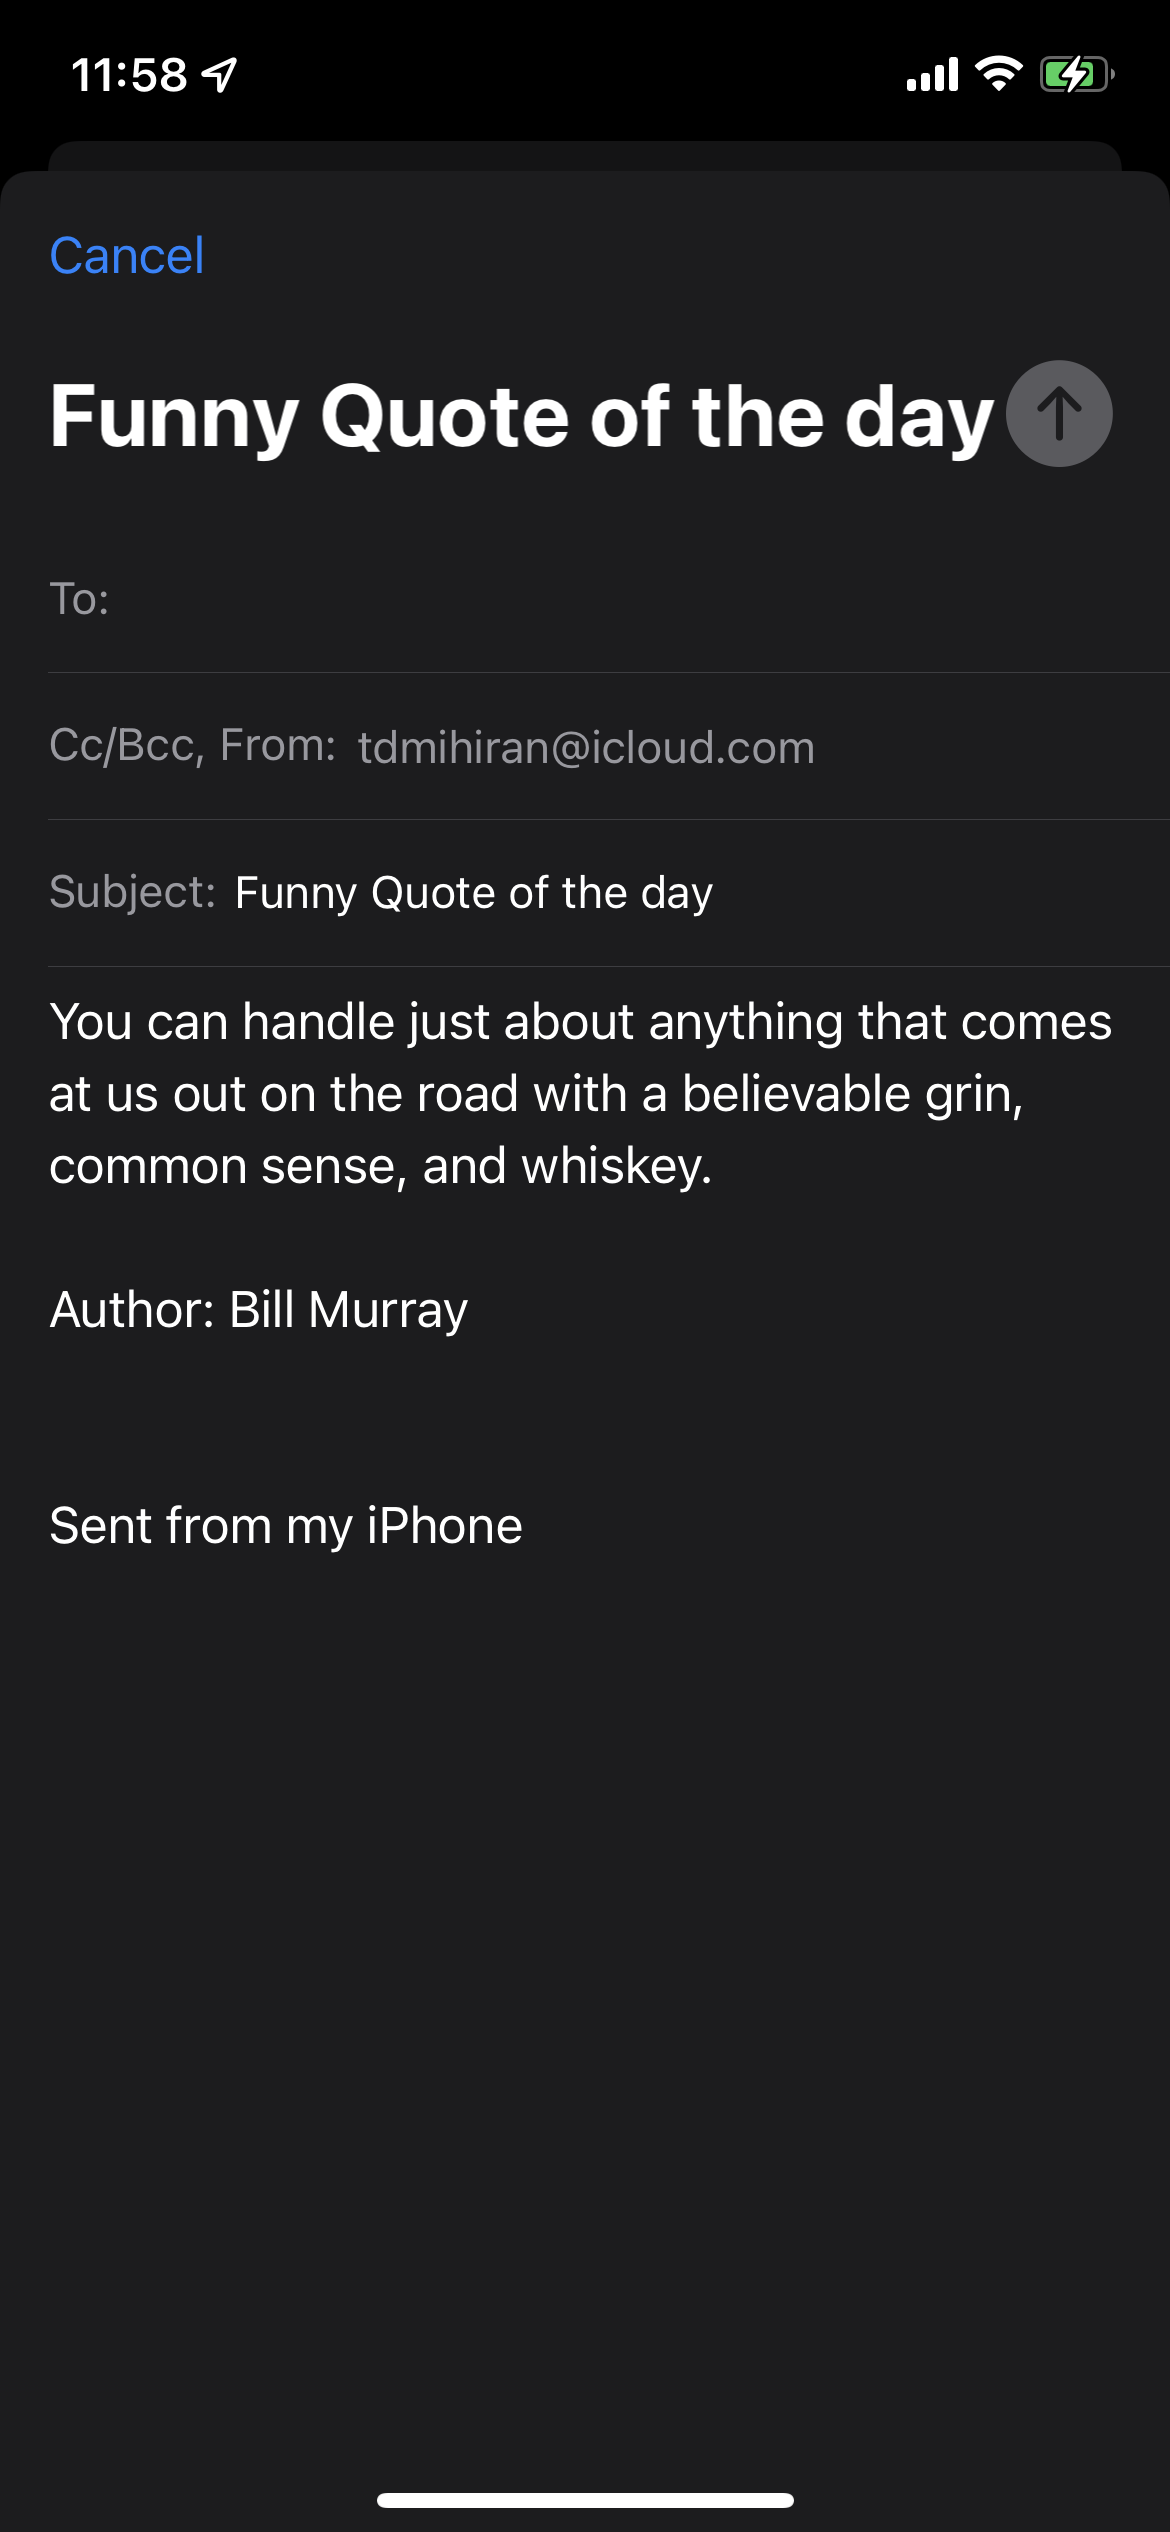 11:58
Cancel
Funny Quote of the day
To:
Cc/Bcc, From: tdmihiran@icloud.com
Subject: Funny Quote of the day
You can handle just about anything that comes
at us out on the road with a believable grin,
common sense, and whiskey.
Author: Bill Murray
Sent from my iPhone